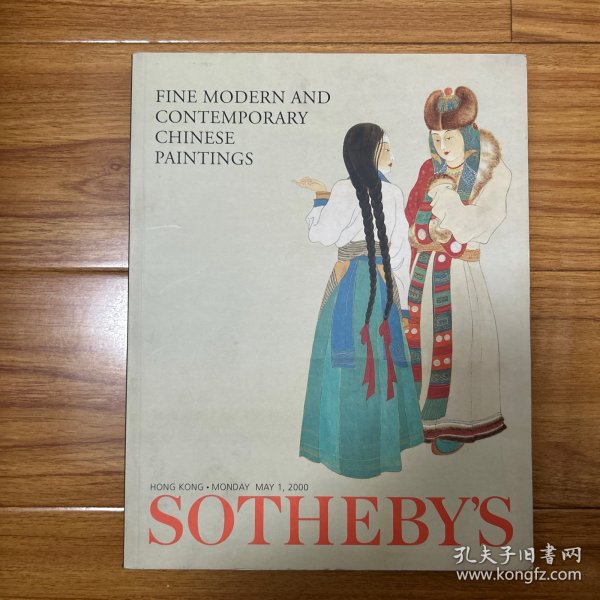 FINE MODERN AND
CONTEMPORARY
CHINESE
PAINTINGS
HONG KONG • MONDAY MAY 1, 2000
SOTHEBY'S
孔夫子旧書网
www.kongfz.com